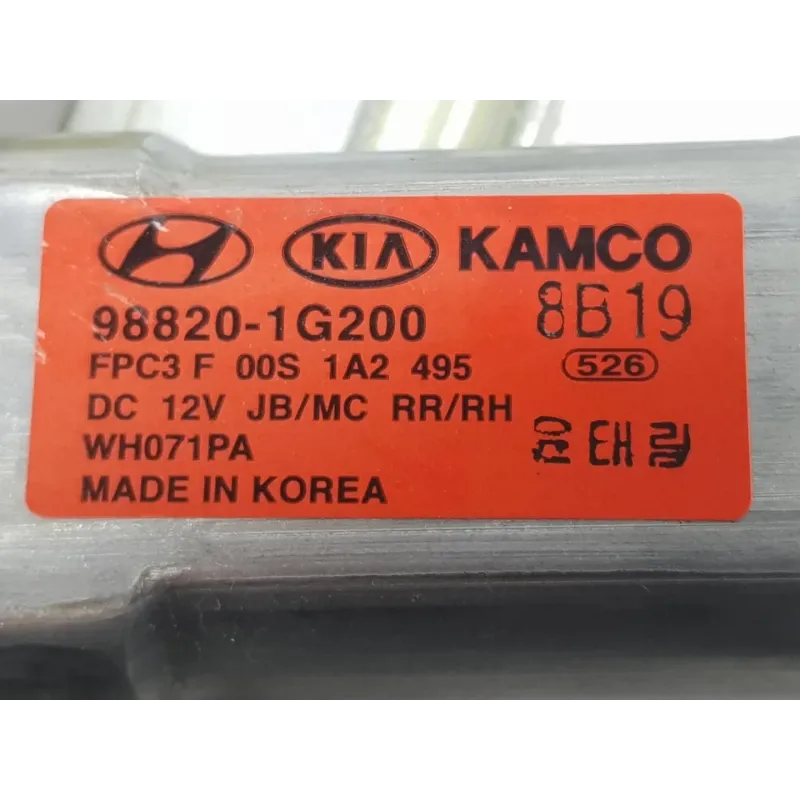 KIA KAMCO
98820-1G200 8B19
FPC3 F 00S 1A2 495 526
DC 12V JB/MC RR/RH
WH071PA
MADE IN KOREA